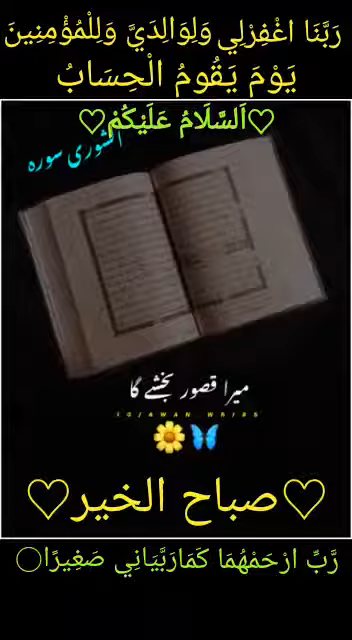 رَبَّنَا اغْفِرْلِي وَلِوَالِدَيَّ وَلِلْمُؤْمِنِينَ
يَوْمَ يَقُومُ الْحِسَابُ
♡اَلسَّلَامُ عَلَيْكُمْ♡
الشوری سورہ
میرا قصور بخشے گا
🌼🦋
♡صباح الخير♡
رَّبِّ ارْحَمْهُمَا كَمَارَبَّيَانِي صَغِيرًا○